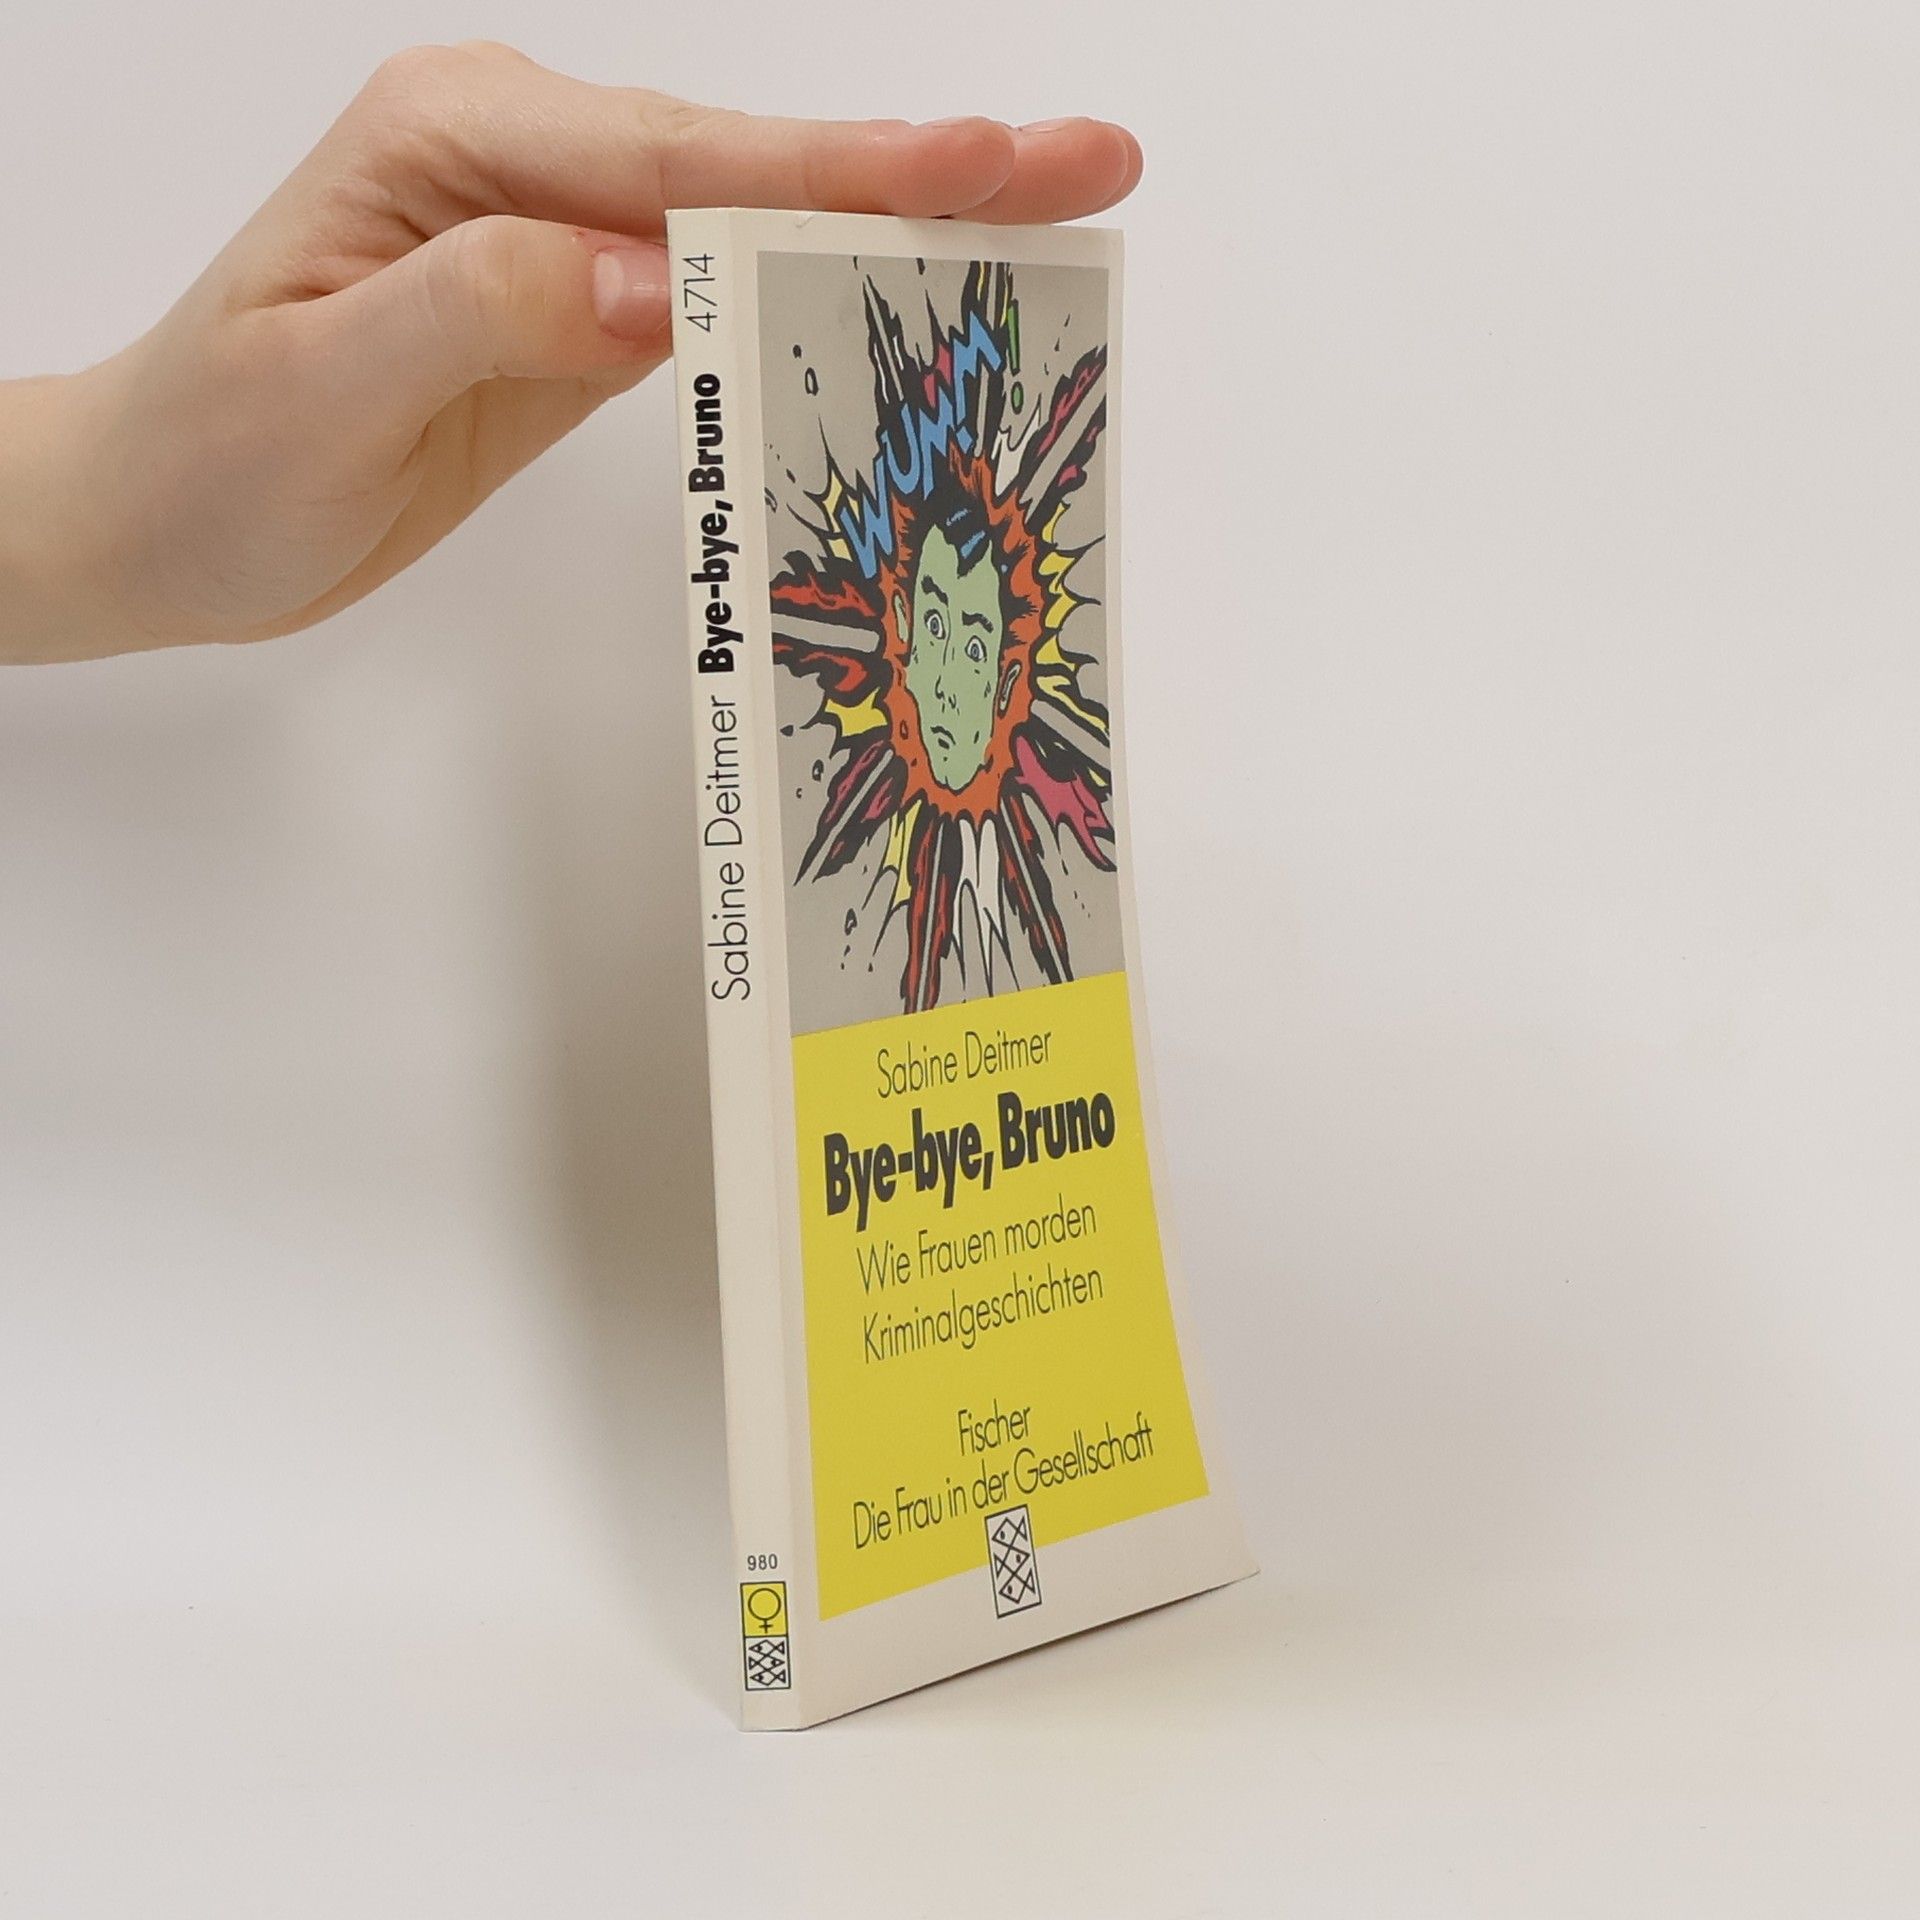 4714
Sabine Deitmer Bye-bye, Bruno
980
WUMM!
Sabine Deitmer
Bye-bye, Bruno
Wie Frauen morden
Kriminalgeschichten
Fischer
Die Frau in der Gesellschaft